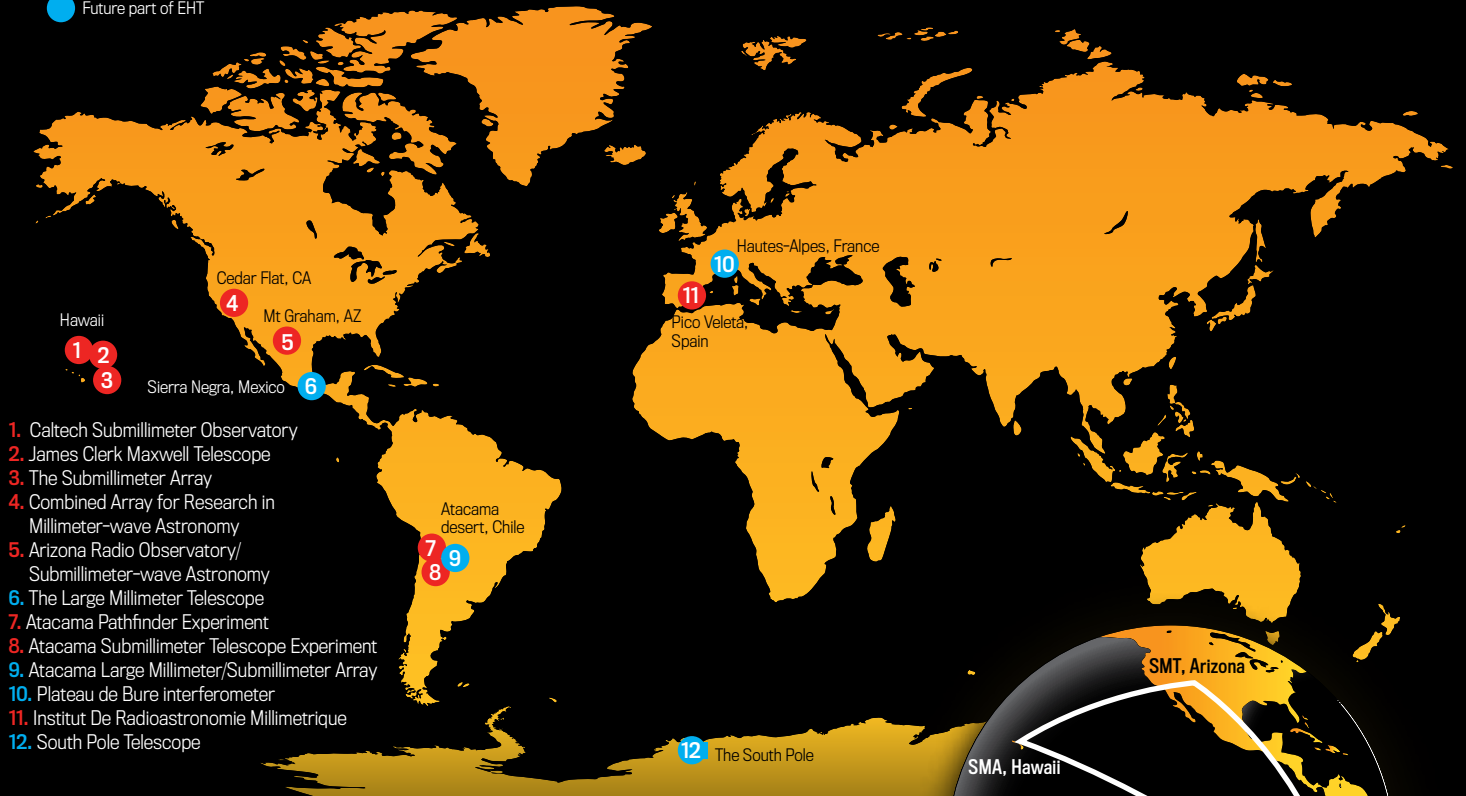 Future part of EHT
Hautes-Alpes, France
10
Cedar Flat, CA
4
11
Mt Graham, AZ
5
Pico Veleta,
Spain
Hawaii
1
2
3
Sierra Negra, Mexico
6
1. Caltech Submillimeter Observatory
2. James Clerk Maxwell Telescope
3. The Submillimeter Array
4. Combined Array for Research in
Millimeter-wave Astronomy
5. Arizona Radio Observatory/
Submillimeter-wave Astronomy
6. The Large Millimeter Telescope
7. Atacama Pathfinder Experiment
8. Atacama Submillimeter Telescope Experiment
9. Atacama Large Millimeter/Submillimeter Array
10. Plateau de Bure interferometer
11. Institut De Radioastronomie Millimetrique
12. South Pole Telescope
Atacama
desert, Chile
7
9
8
12
The South Pole
SMT, Arizona
SMA, Hawaii